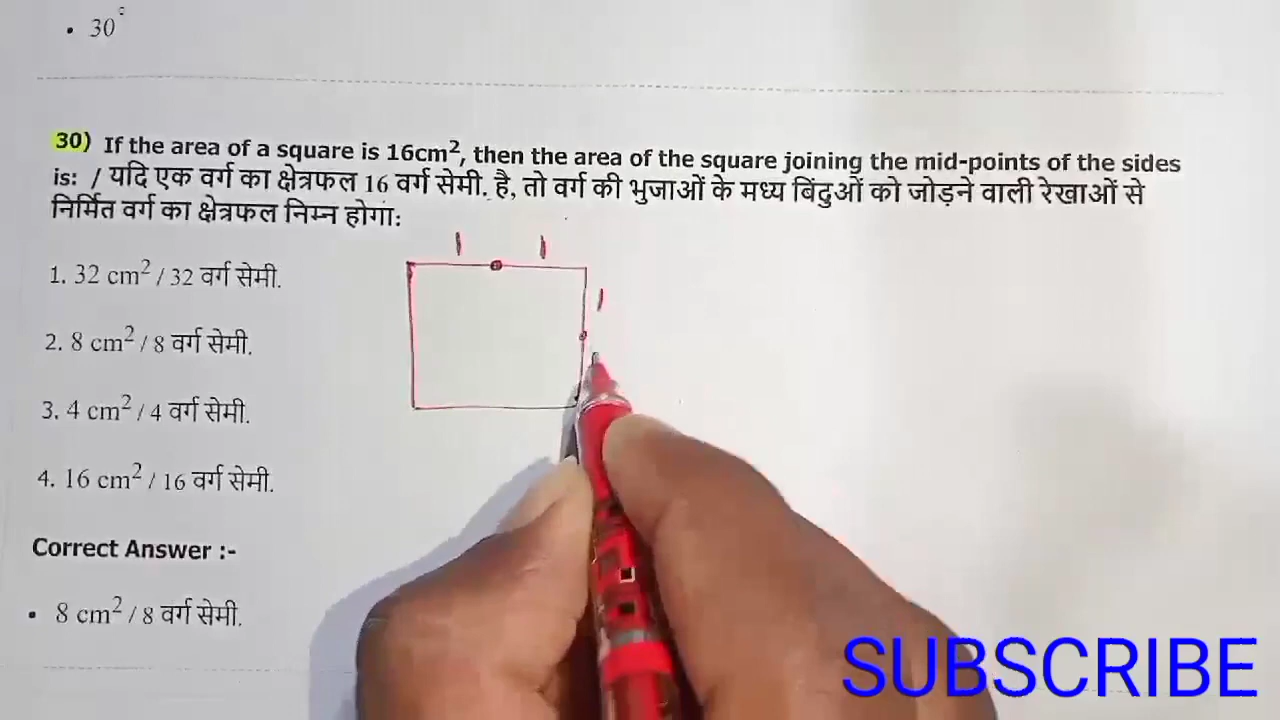 • 30°
30) If the area of a square is 16cm², then the area of the square joining the mid-points of the sides
is: / यदि एक वर्ग का क्षेत्रफल 16 वर्ग सेमी. है, तो वर्ग की भुजाओं के मध्य बिंदुओं को जोड़ने वाली रेखाओं से
निर्मित वर्ग का क्षेत्रफल निम्न होगा:
1. 32 cm² / 32 वर्ग सेमी.
2. 8 cm² / 8 वर्ग सेमी.
3. 4 cm² / 4 वर्ग सेमी.
4. 16 cm² / 16 वर्ग सेमी.
Correct Answer :-
• 8 cm² / 8 वर्ग सेमी.
SUBSCRIBE